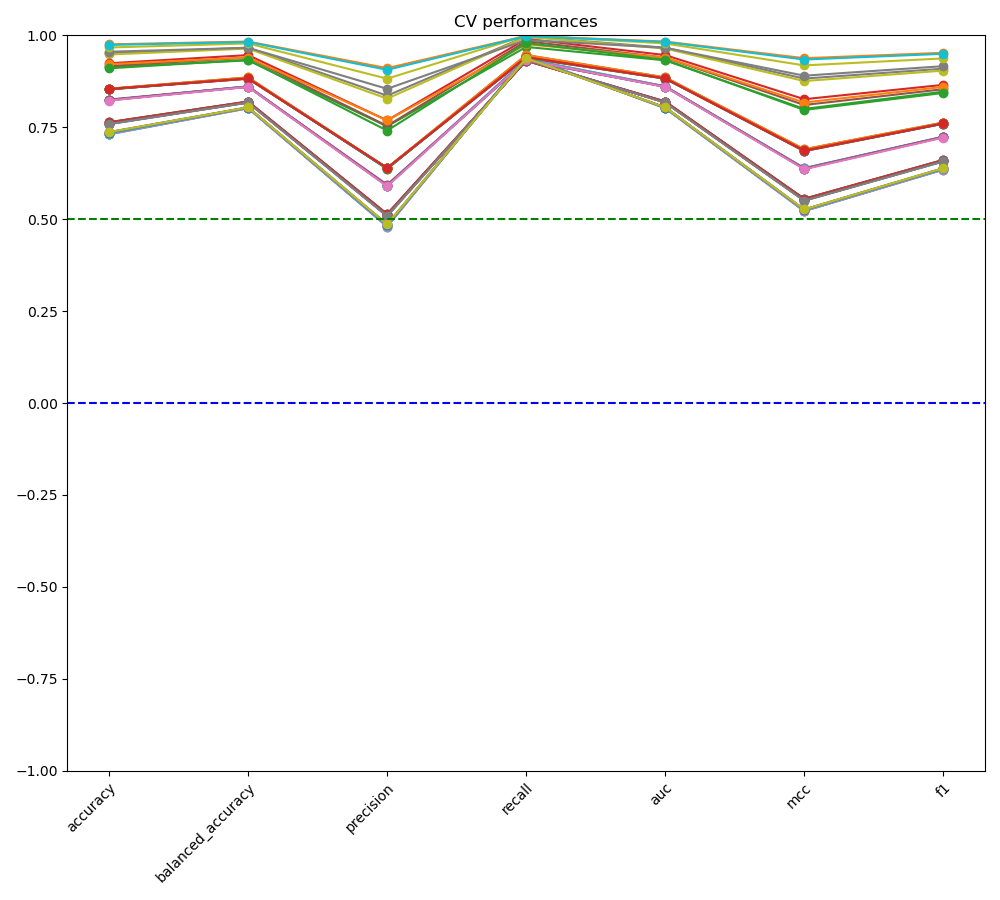 CV performances
1.00
0.75
0.50
0.25
0.00
−0.25
−0.50
−0.75
−1.00
accuracy
balanced_accuracy
precision
recall
auc
mcc
f1